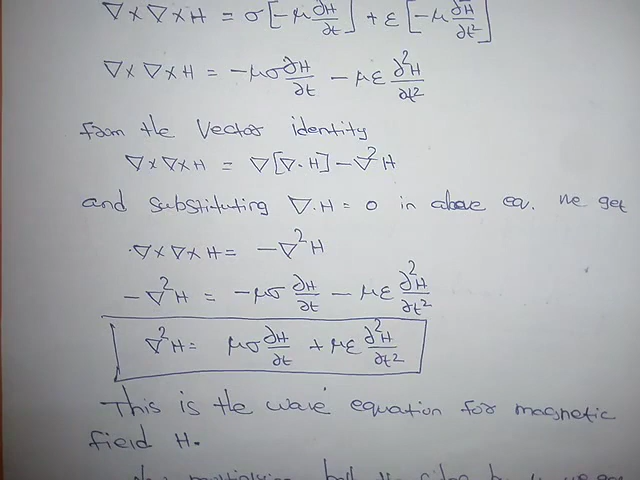 ∇×∇×H = σ[-μ ∂H/∂t] + ε[-μ ∂²H/∂t²]
∇×∇×H = -μσ ∂H/∂t - με ∂²H/∂t²
from the Vector identity
∇×∇×H = ∇[∇·H] - ∇²H
and substituting ∇·H = 0 in above eq. we get
∇×∇×H = -∇²H
-∇²H = -μσ ∂H/∂t - με ∂²H/∂t²
∇²H = μσ ∂H/∂t + με ∂²H/∂t²
This is the wave equation for magnetic
field H.